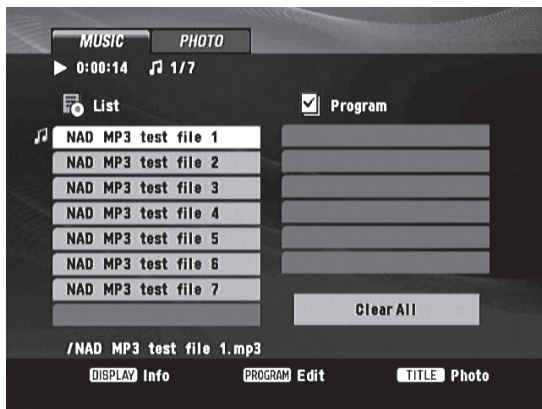 MUSIC PHOTO
0:00:14 1/7
List Program
NAD MP3 test file 1
NAD MP3 test file 2
NAD MP3 test file 3
NAD MP3 test file 4
NAD MP3 test file 5
NAD MP3 test file 6
NAD MP3 test file 7
Clear All
/NAD MP3 test file 1.mp3
DISPLAY Info PROGRAM Edit TITLE Photo